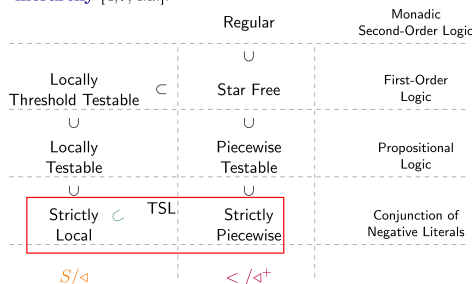 Regular
Monadic
Second-Order Logic
∪
Locally
Threshold Testable
⊂
Star Free
First-Order
Logic
∪
∪
Locally
Testable
Piecewise
Testable
Propositional
Logic
∪
∪
Strictly
Local
⊂
TSL
Strictly
Piecewise
Conjunction of
Negative Literals
S/◁
< /◁⁺